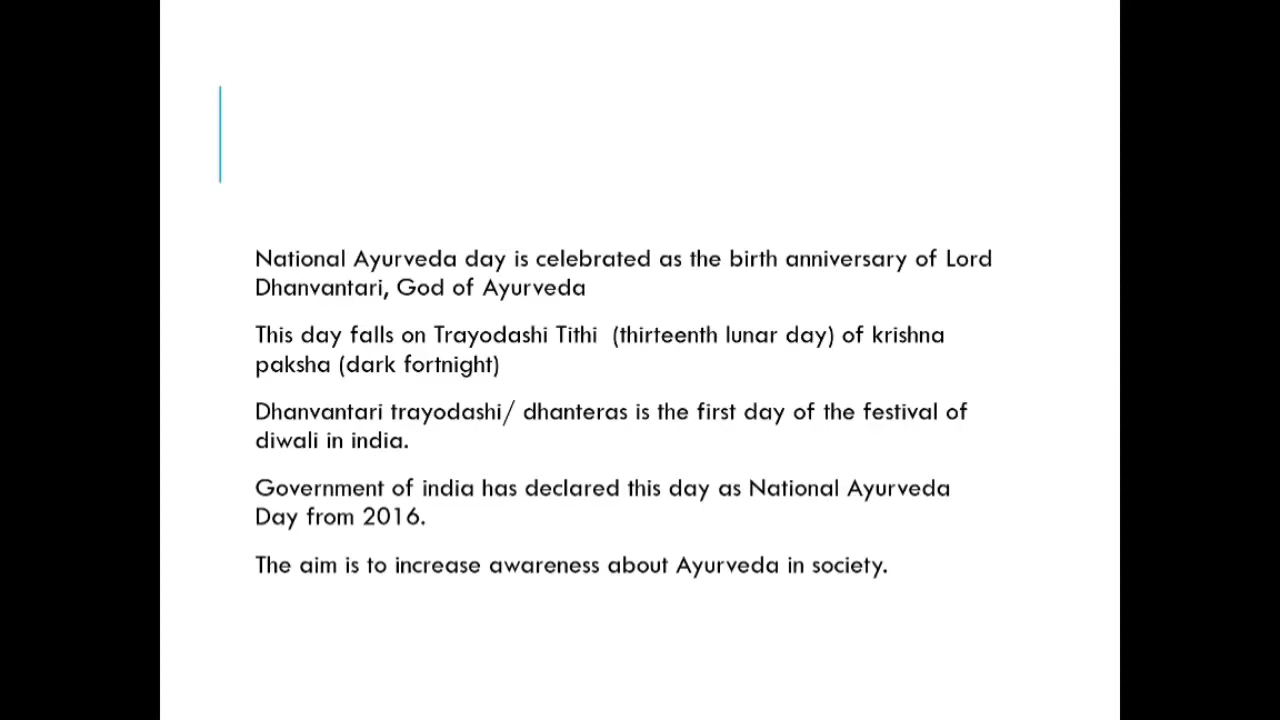 National Ayurveda day is celebrated as the birth anniversary of Lord
Dhanvantari, God of Ayurveda
This day falls on Trayodashi Tithi  (thirteenth lunar day) of krishna
paksha (dark fortnight)
Dhanvantari trayodashi/ dhanteras is the first day of the festival of
diwali in india.
Government of india has declared this day as National Ayurveda
Day from 2016.
The aim is to increase awareness about Ayurveda in society.